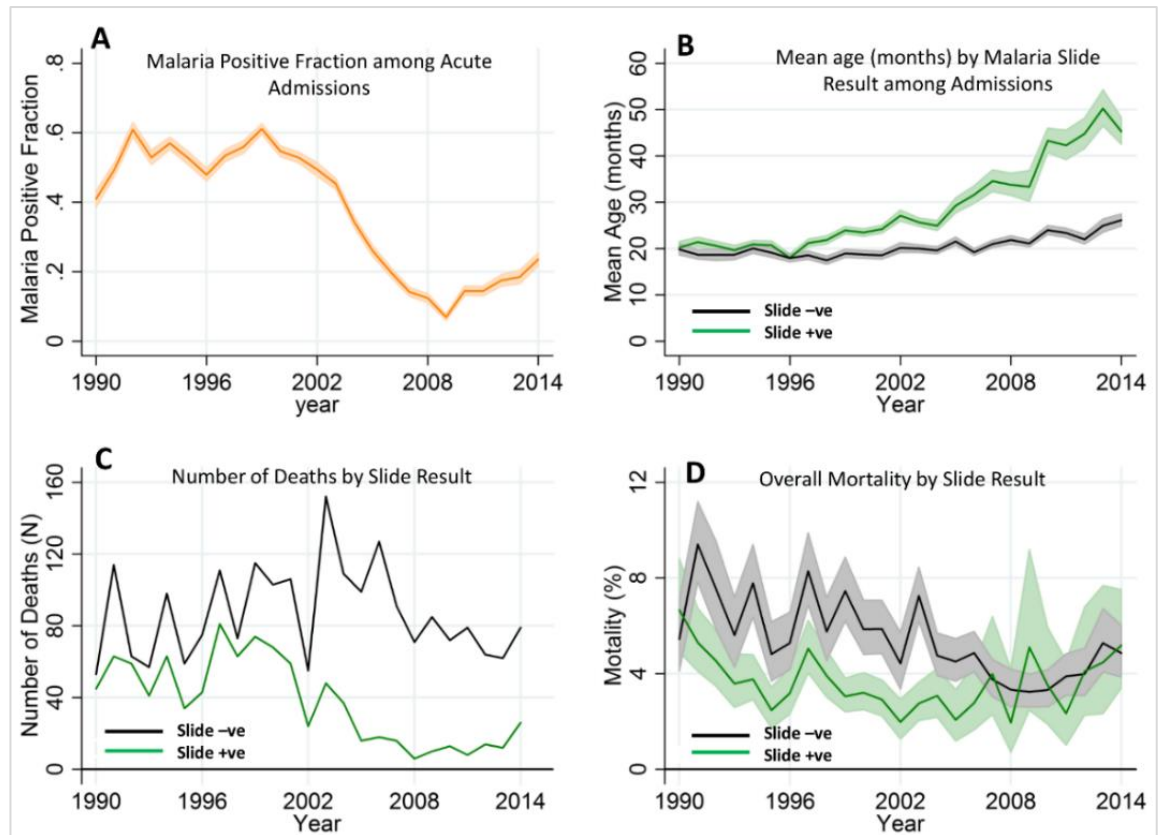 A
Malaria Positive Fraction among Acute
Admissions
Malaria Positive Fraction
.8
.6
.4
.2
0
1990 1996 2002 2008 2014
year
B
Mean age (months) by Malaria Slide
Result among Admissions
Mean Age (months)
60
50
40
30
20
10
0
Slide –ve
Slide +ve
1990 1996 2002 2008 2014
Year
C
Number of Deaths by Slide Result
Number of Deaths (N)
160
120
80
40
0
Slide –ve
Slide +ve
1990 1996 2002 2008 2014
Year
D
Overall Mortality by Slide Result
Motality (%)
12
8
4
0
Slide –ve
Slide +ve
1990 1996 2002 2008 2014
Year